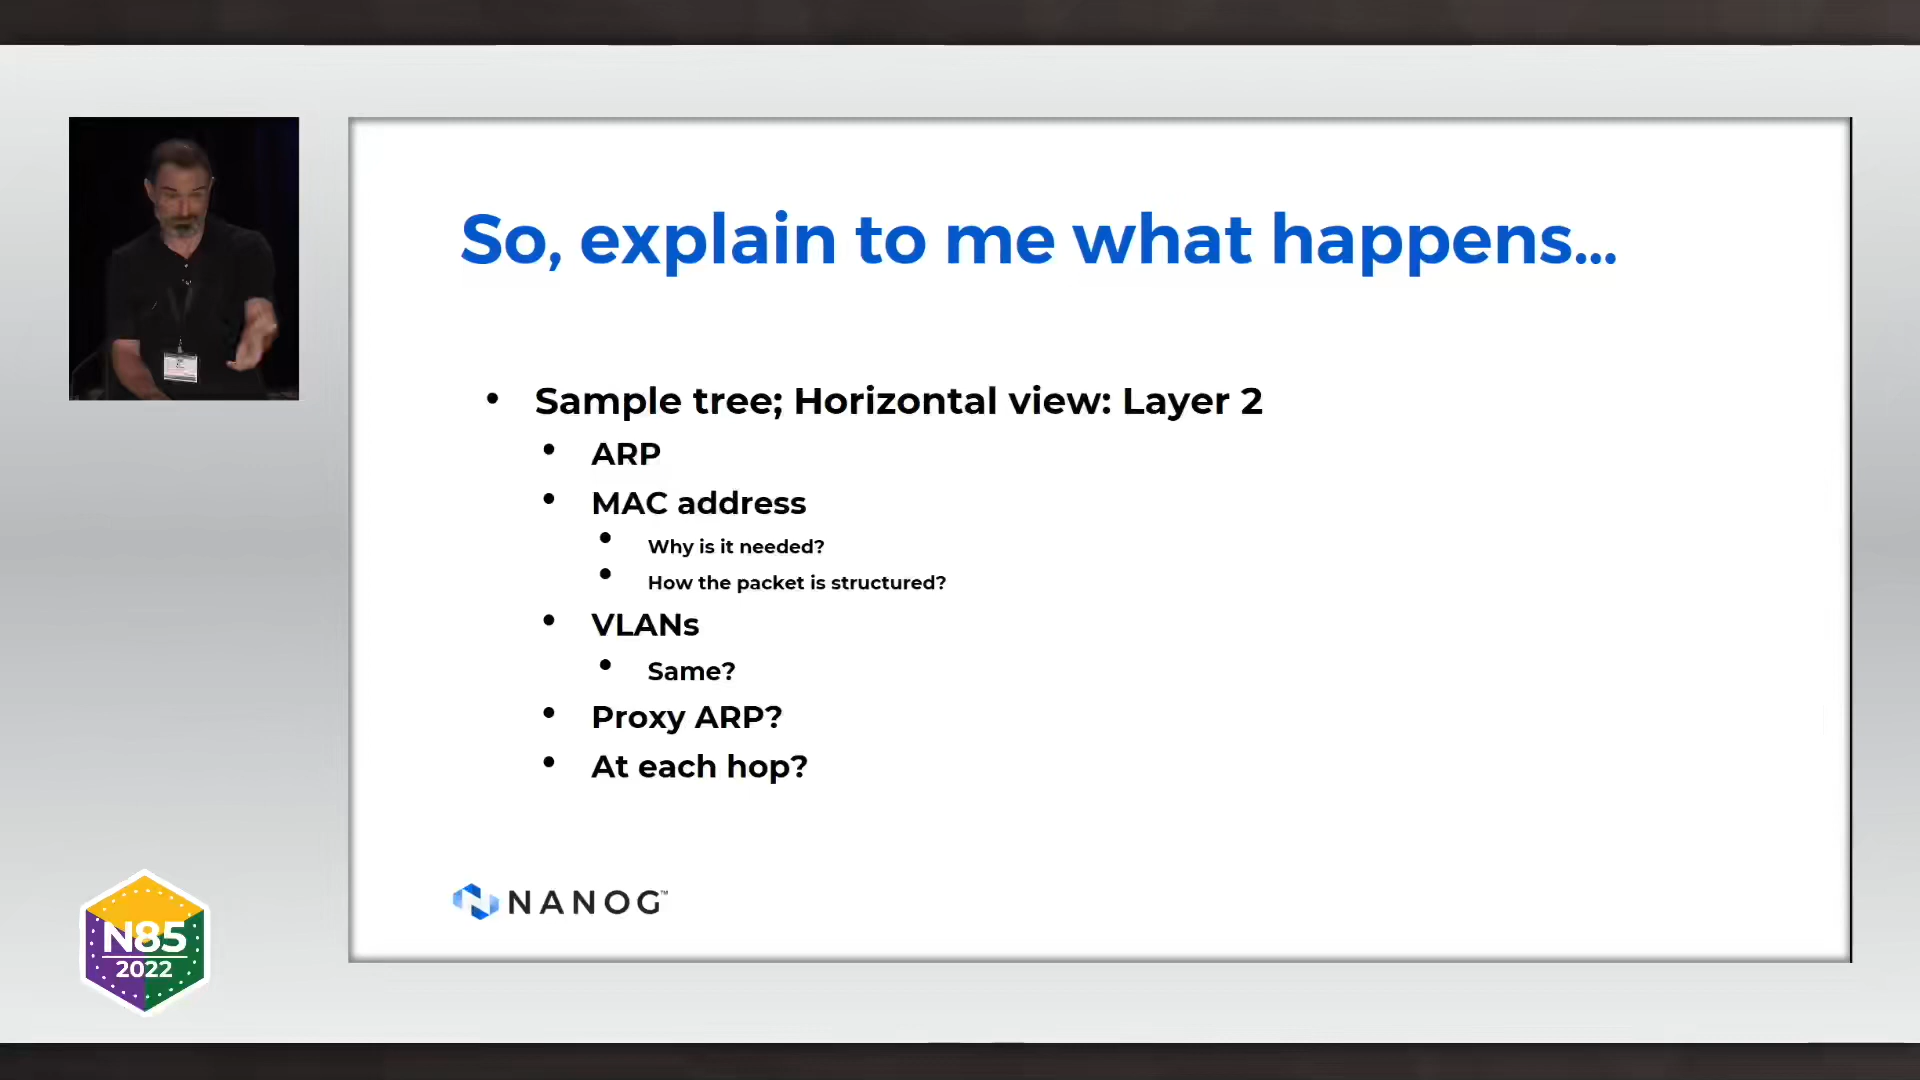 So, explain to me what happens...
Sample tree; Horizontal view: Layer 2
ARP
MAC address
Why is it needed?
How the packet is structured?
VLANs
Same?
Proxy ARP?
At each hop?
NANOG™
N85
2022